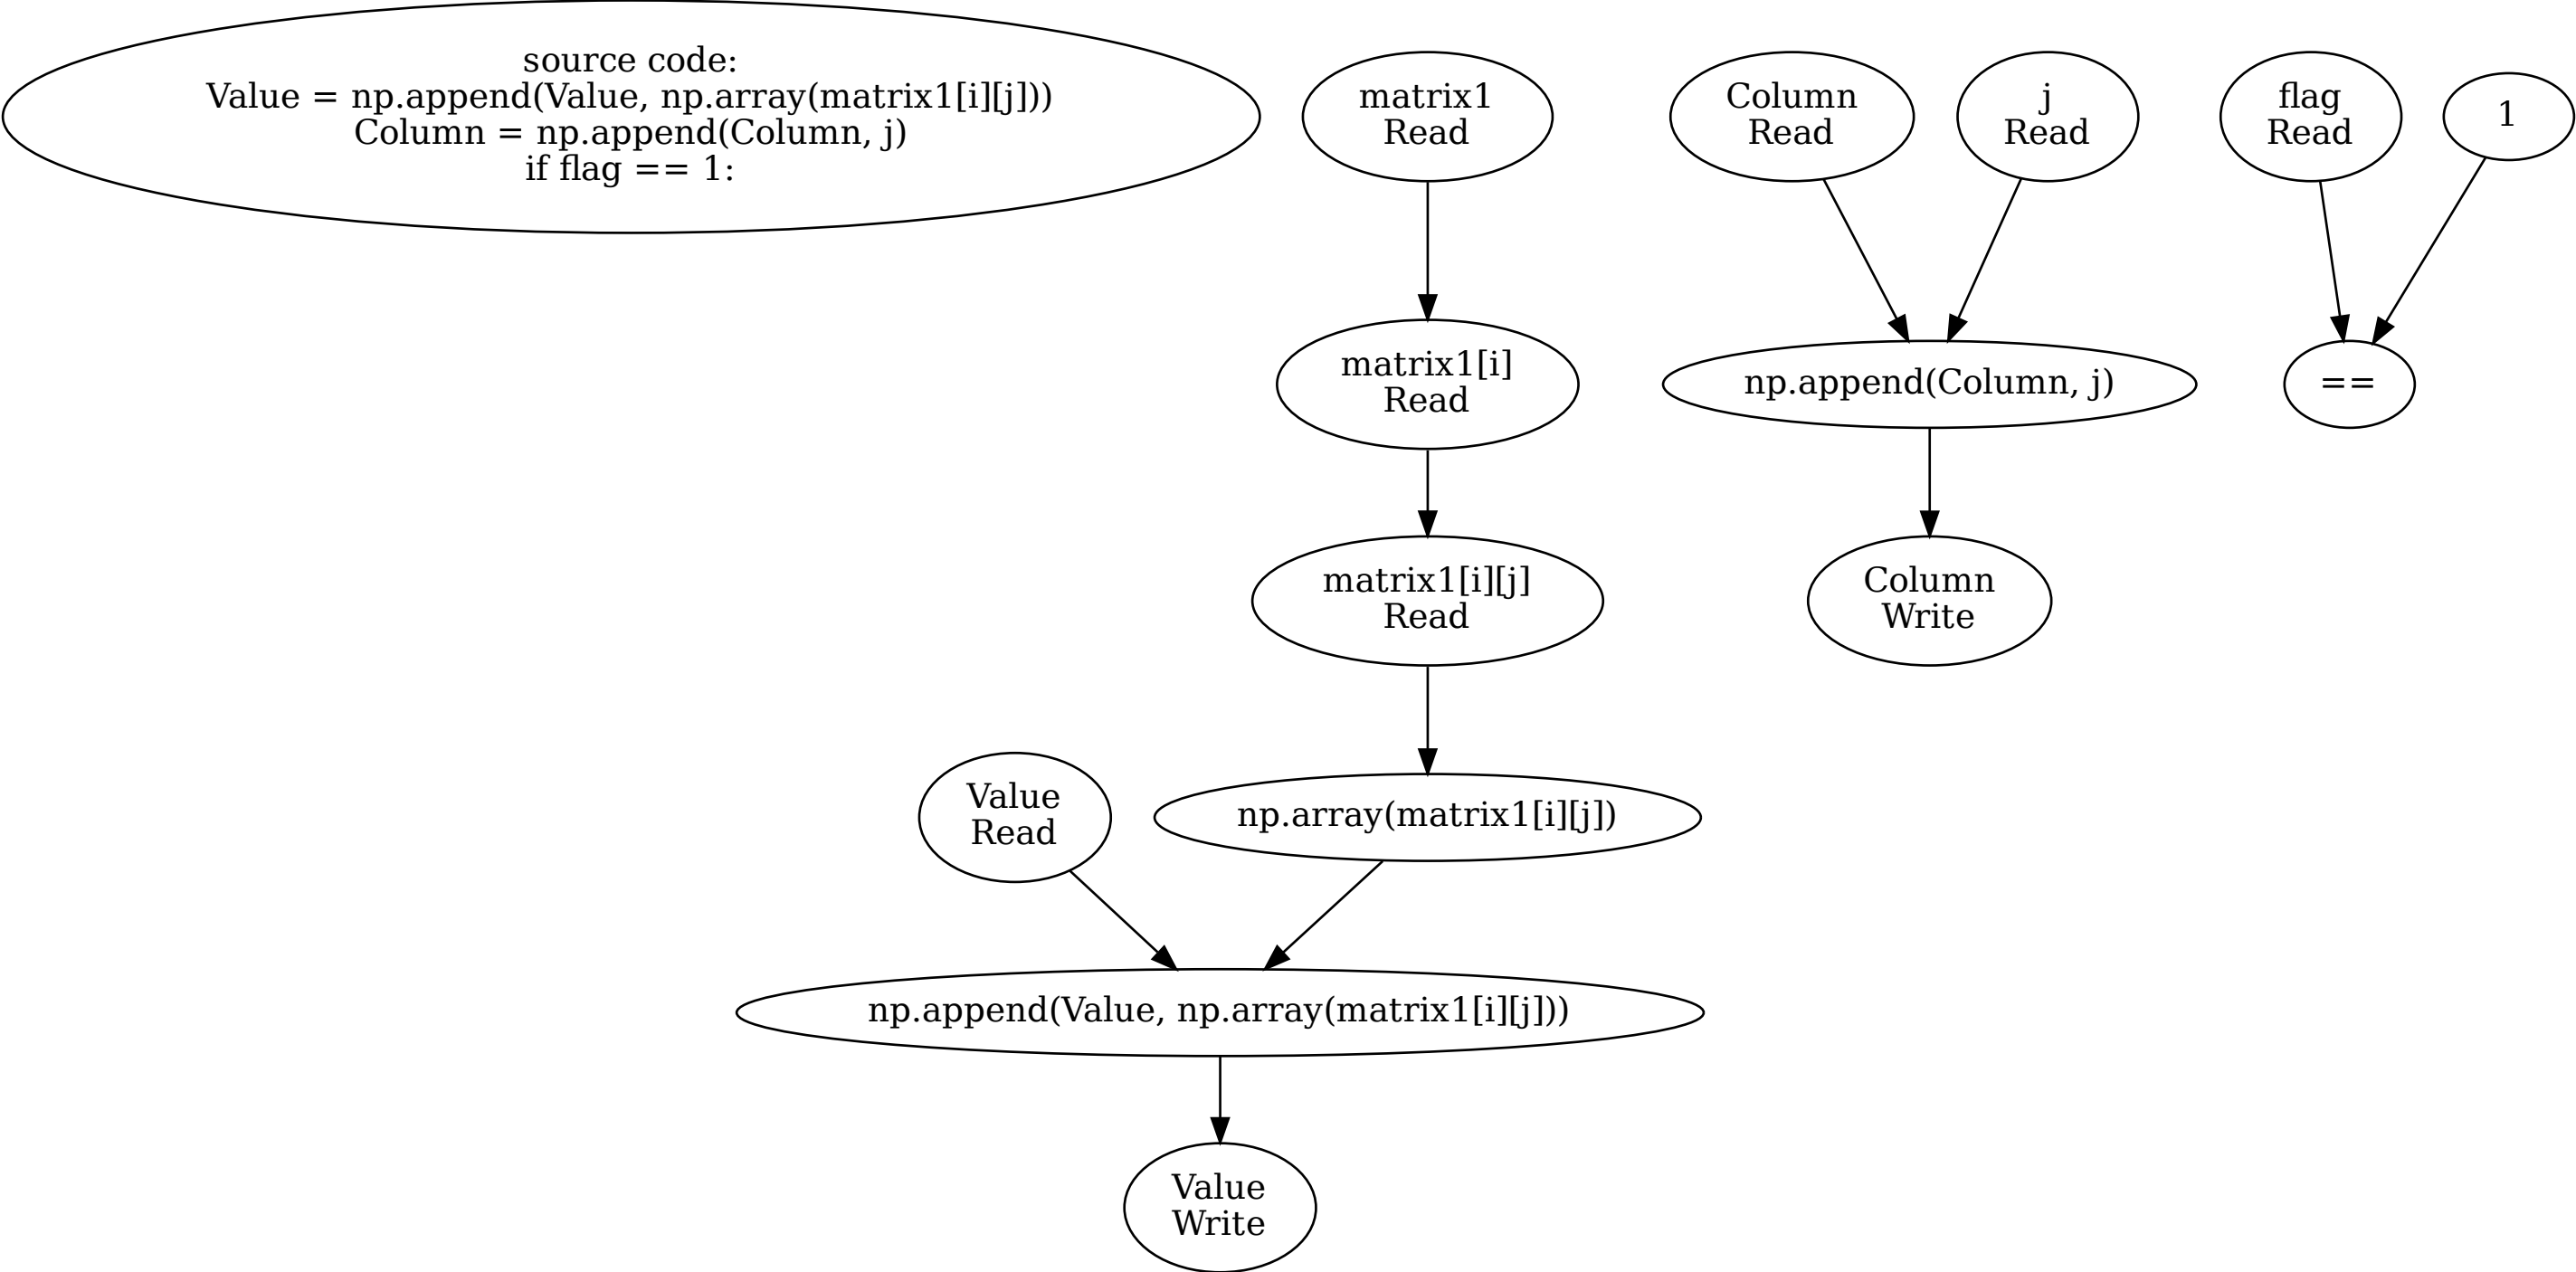 source code:
Value = np.append(Value, np.array(matrix1[i][j]))
Column = np.append(Column, j)
if flag == 1:
matrix1
Read
Column
Read
j
Read
flag
Read
1
matrix1[i]
Read
np.append(Column, j)
==
matrix1[i][j]
Read
Column
Write
Value
Read
np.array(matrix1[i][j])
np.append(Value, np.array(matrix1[i][j]))
Value
Write